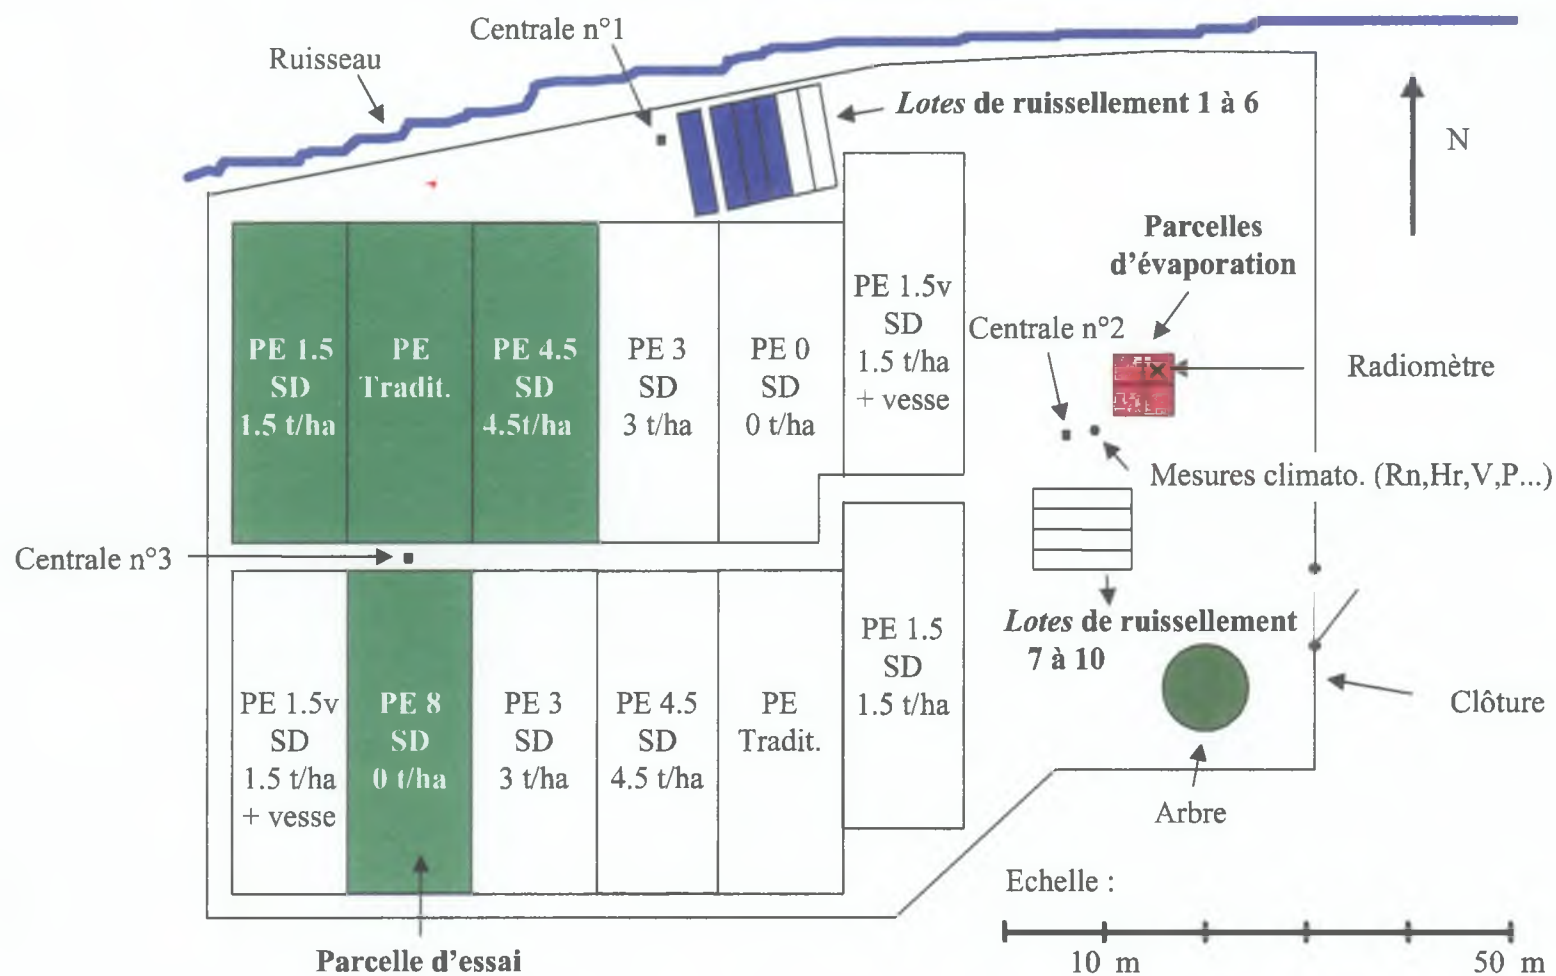 Centrale n°1
Ruisseau
Lotes de ruissellement 1 à 6
N
Parcelles
d'évaporation
PE 1.5
SD
1.5 t/ha
PE
Tradit.
PE 4.5
SD
4.5t/ha
PE 3
SD
3 t/ha
PE 0
SD
0 t/ha
PE 1.5v
SD
1.5 t/ha
+ vesse
Centrale n°2
Radiomètre
Mesures climato. (Rn,Hr,V,P...)
Centrale n°3
Lotes de ruissellement
7 à 10
PE 1.5v
SD
1.5 t/ha
+ vesse
PE 8
SD
0 t/ha
PE 3
SD
3 t/ha
PE 4.5
SD
4.5 t/ha
PE
Tradit.
PE 1.5
SD
1.5 t/ha
Clôture
Arbre
Echelle :
10 m
50 m
Parcelle d'essai